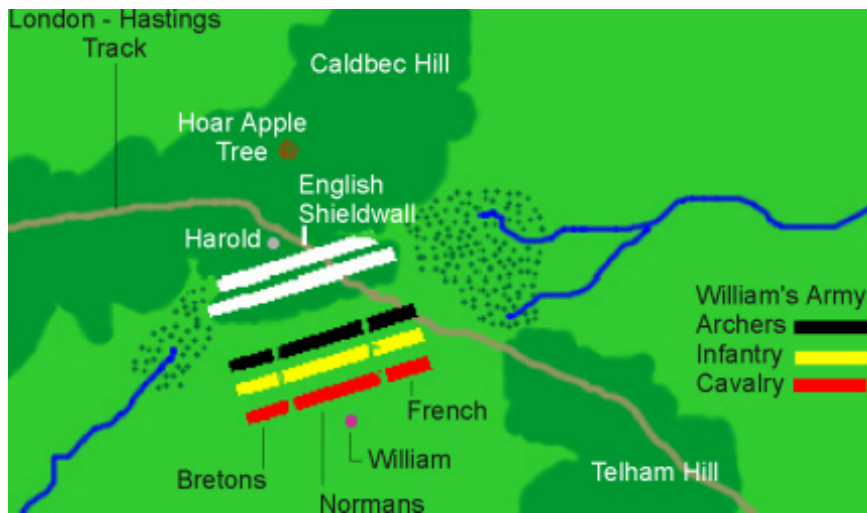 London - Hastings
Track
Caldbec Hill
Hoar Apple
Tree
English
Shieldwall
Harold
William's Army
Archers
Infantry
Cavalry
French
William
Bretons
Normans
Telham Hill